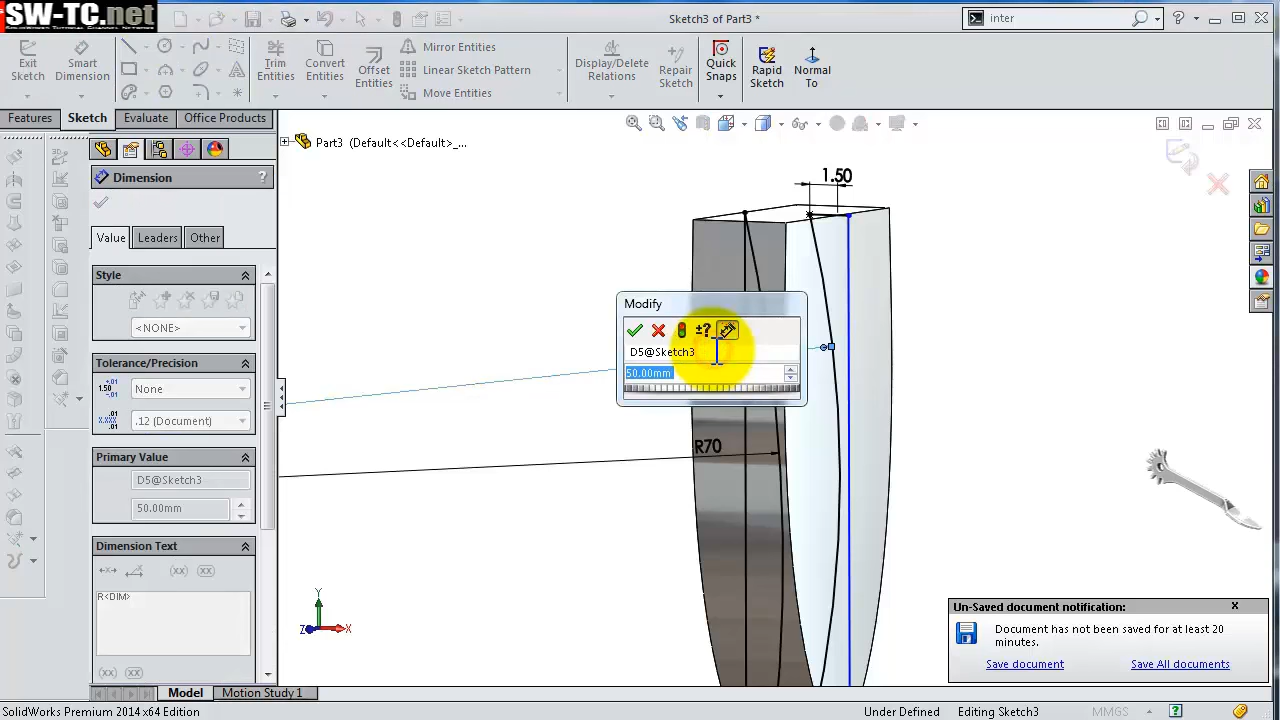 SW-TC.net
SOLIDWORKS TUTORIAL CHANNEL NETWORKS
Sketch3 of Part3 *
inter
Exit Sketch
Smart Dimension
Trim Entities
Convert Entities
Offset Entities
Mirror Entities
Linear Sketch Pattern
Move Entities
Display/Delete Relations
Repair Sketch
Quick Snaps
Rapid Sketch
Normal To
Features
Sketch
Evaluate
Office Products
Part3 (Default<<Default>_...
Dimension
?
Value
Leaders
Other
Style
<NONE>
Tolerance/Precision
None
.12 (Document)
Primary Value
D5@Sketch3
50.00mm
Dimension Text
R<DIM>
1.50
Modify
D5@Sketch3
50.00mm
R70
Y
Z
X
Un-Saved document notification:
Document has not been saved for at least 20
minutes.
Save document
Save All documents
Model
Motion Study 1
SolidWorks Premium 2014 x64 Edition
Under Defined
Editing Sketch3
MMGS